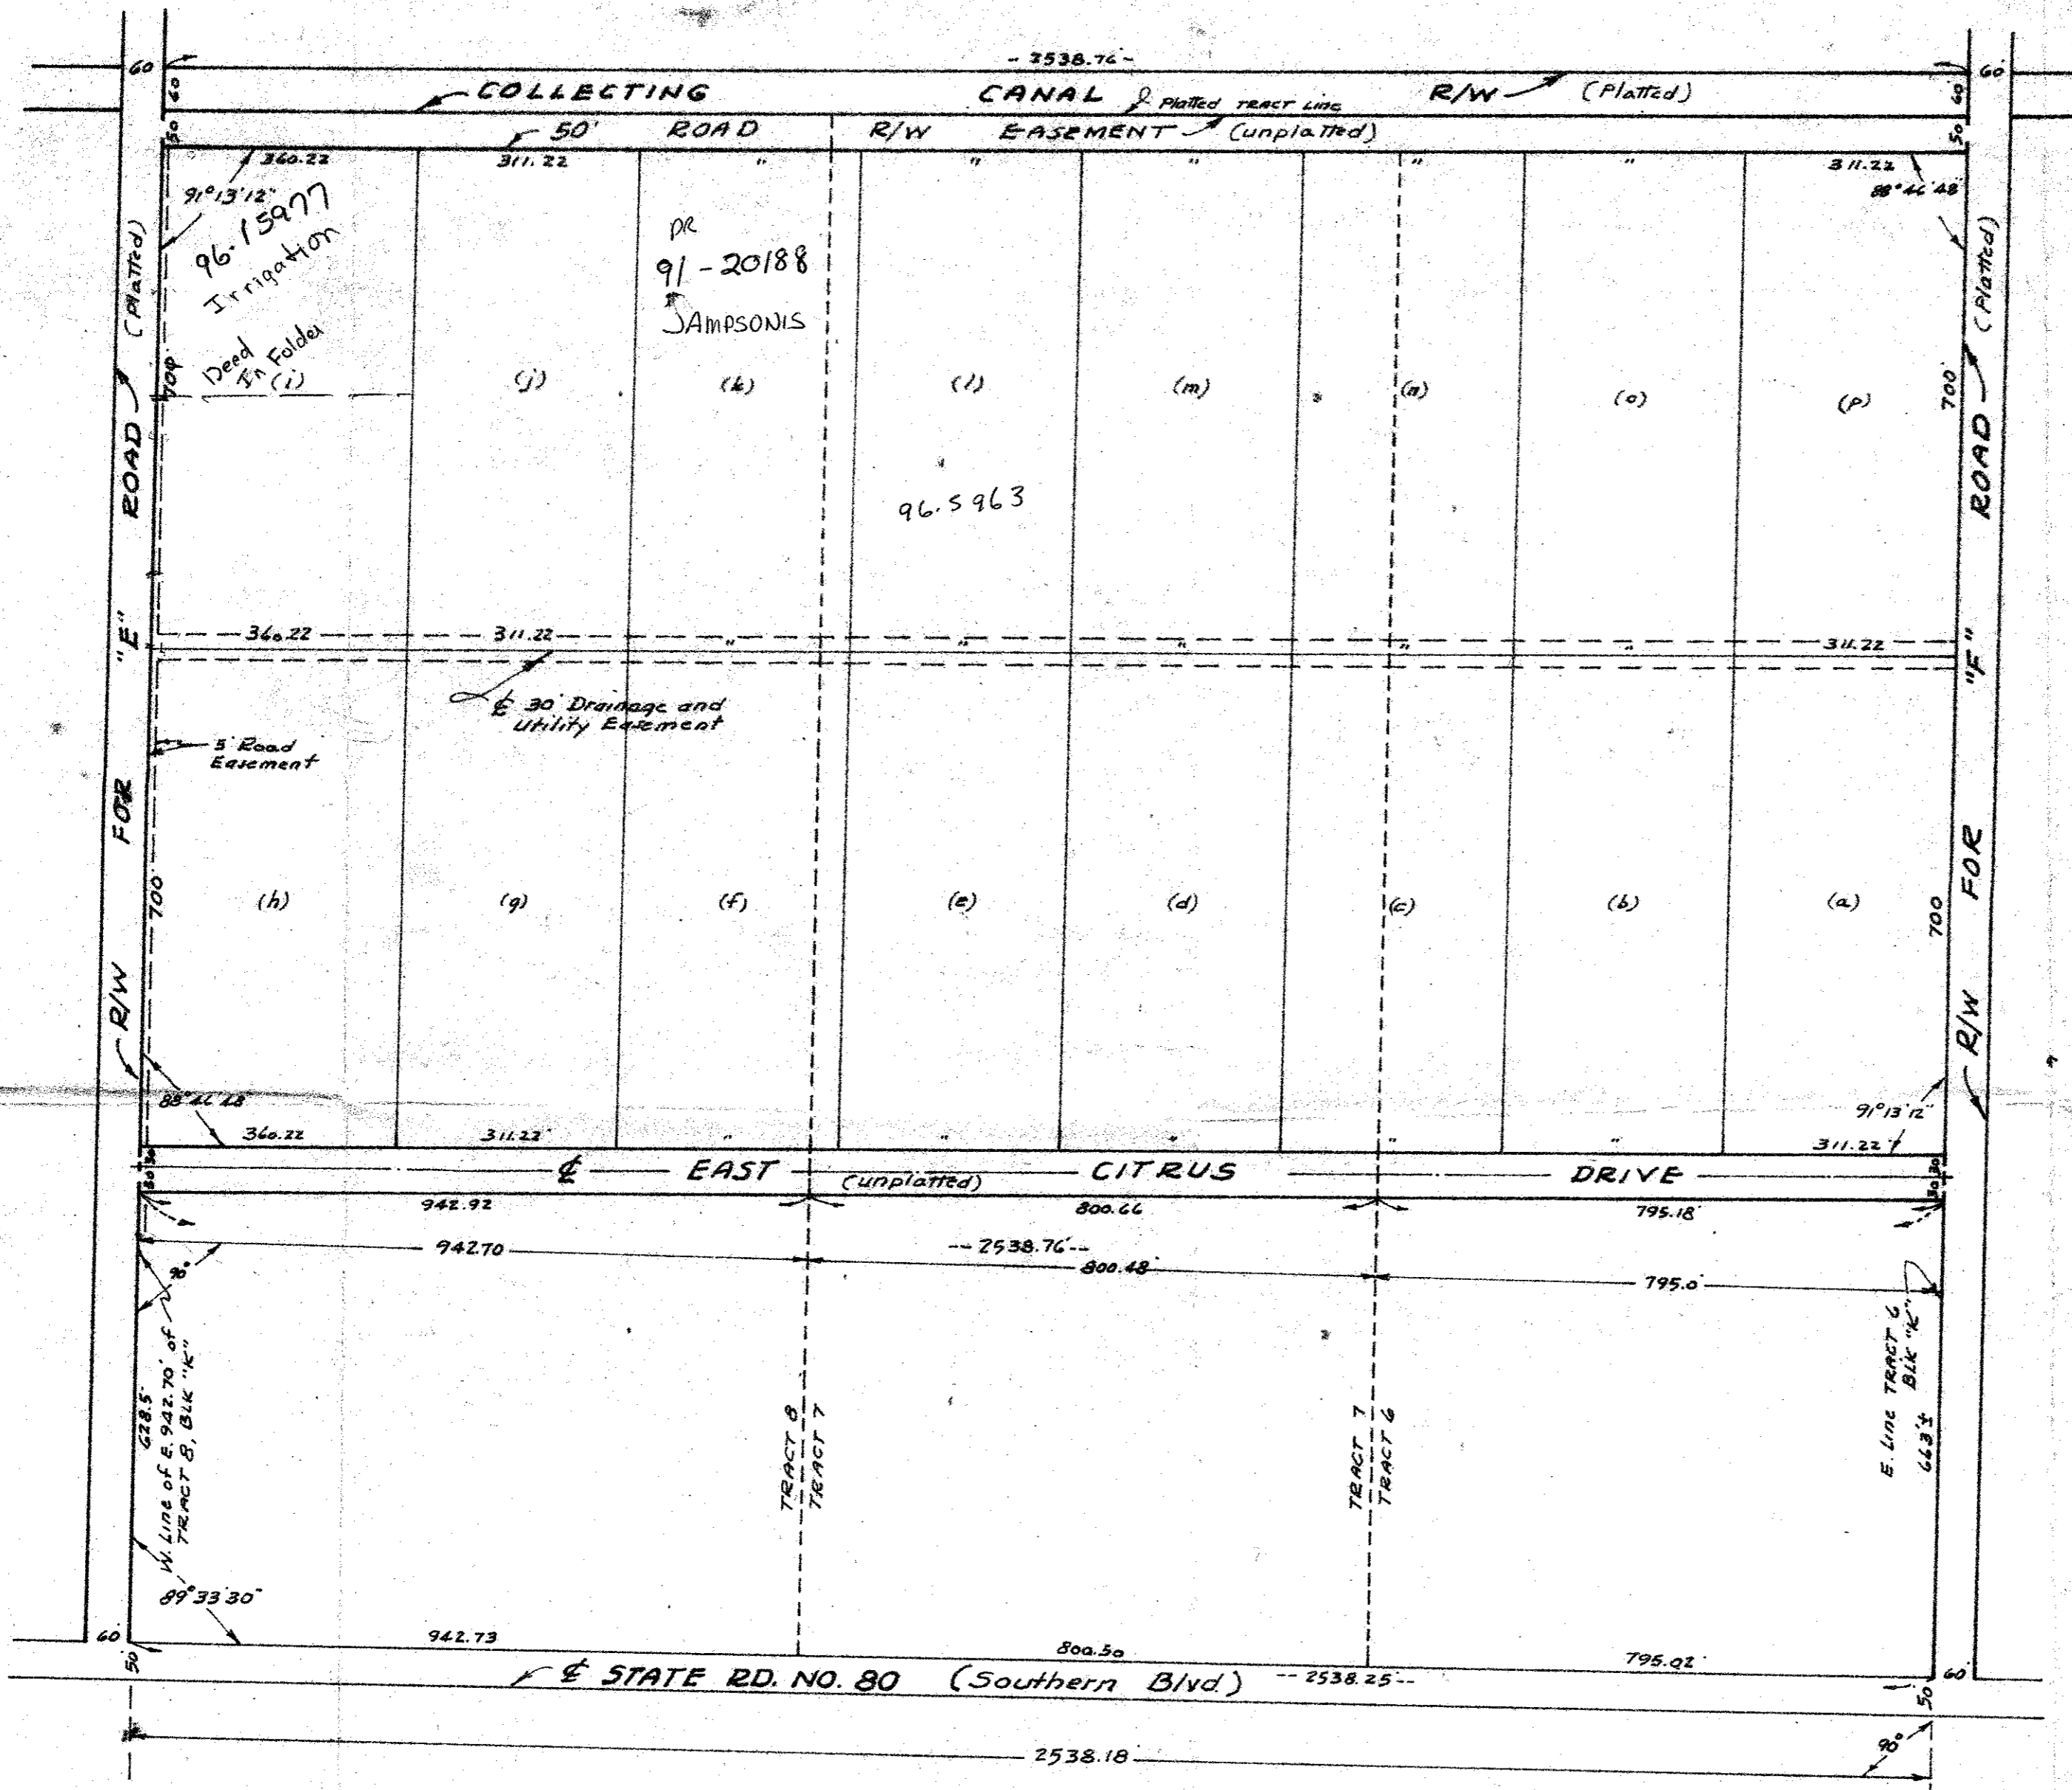 - 2538.76 -
60
60
COLLECTING CANAL R/W (Platted)
60
60
Platted TRACT Line
50' ROAD R/W EASEMENT (unplatted)
50
50
360.22 311.22 " " " " " 311.22
91°13'12"
88°46'48"
96-15977
Irrigation
Deed
In Folder
PR
91-20188
JAMPSONIS
(i) (j) (k) (l) (m) (n) (o) (p)
700'
700'
96.5963
R/W FOR "E" ROAD (Platted)
R/W FOR "F" ROAD (Platted)
360.22 311.22 " " " " " 311.22
₵ 30' Drainage and
Utility Easement
5' Road
Easement
(h) (g) (f) (e) (d) (c) (b) (a)
700'
700
88°46'48"
91°13'12"
360.22 311.22' " " " " " 311.22'
30
30
30
₵ EAST CITRUS DRIVE
(unplatted)
942.92 800.66 795.18'
942.70 -- 2538.76'-- 800.48' 795.0'
90°
628.5'
W. Line of E. 942.70' of
TRACT 8, BLK "K"
TRACT 8
TRACT 7
TRACT 7
TRACT 6
E. Line TRACT 6
BLK "K"
663'±
89°33'30"
60' 942.73 800.50 795.02' 60'
50'
50'
₵ STATE RD. NO. 80 (Southern Blvd) -- 2538.25 --
2538.18'
90°